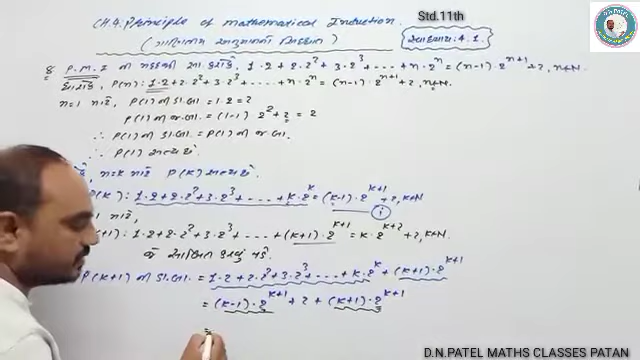 CH.4. Principle of mathematical Induction.
Std.11th
(ગાણિતિક અનુમાનનો સિદ્ધાંત)
સ્વાધ્યાય 4.1
8 P.M.I ની મદદથી સા. કરો કે, 1·2+2·2²+3·2³+----+n·2ⁿ=(n-1)·2ⁿ⁺¹+2, n∈N.
ધારો કે, P(n): 1·2+2·2²+3·2³+----+n·2ⁿ=(n-1)·2ⁿ⁺¹+2, n∈N.
n=1 માટે, P(1) ની ડા.બા. = 1·2 = 2
P(1) ની જ.બા. = (1-1) 2²+2 = 2
∴ P(1) ની ડા.બા. = P(1) ની જ.બા.
∴ P(1) સત્ય છે.
n=k માટે P(k) સત્ય છે.
P(k): 1·2+2·2²+3·2³+----+k·2ᵏ=(k-1)·2ᵏ⁺¹+2, k∈N
(i)
1 માટે,
+1): 1·2+2·2²+3·2³+----+(k+1)·2ᵏ⁺¹=k·2ᵏ⁺²+2, k∈N.
તે સાબિત કરવું પડે.
P(k+1) ની ડા.બા. = 1·2+2·2²+3·2³+----+k·2ᵏ+(k+1)·2ᵏ⁺¹
= (k-1)·2ᵏ⁺¹+2+(k+1)·2ᵏ⁺¹
=
D.N.PATEL MATHS CLASSES PATAN